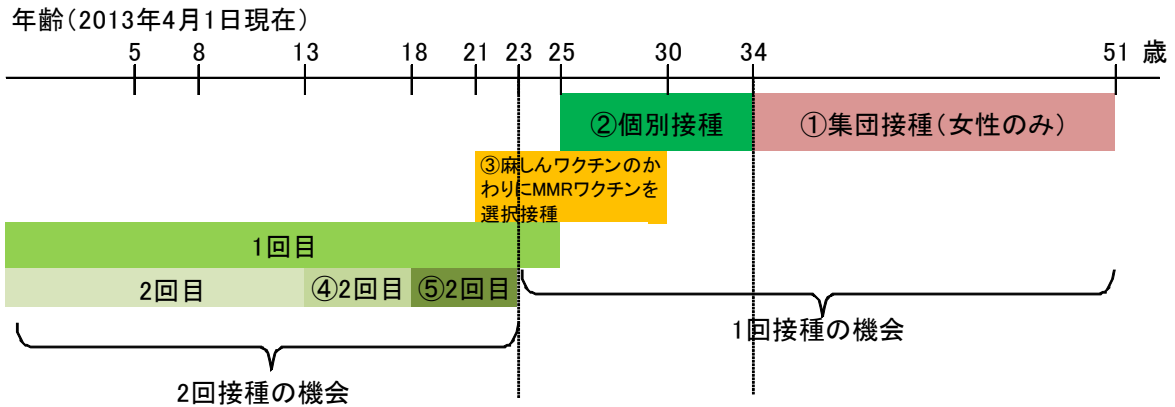 年齢(2013年4月1日現在)
5 8 13 18 21 23 25 30 34 51 歳
②個別接種 ①集団接種(女性のみ)
③麻しんワクチンのか
わりにMMRワクチンを
選択接種
1回目
2回目 ④2回目 ⑤2回目
1回接種の機会
2回接種の機会